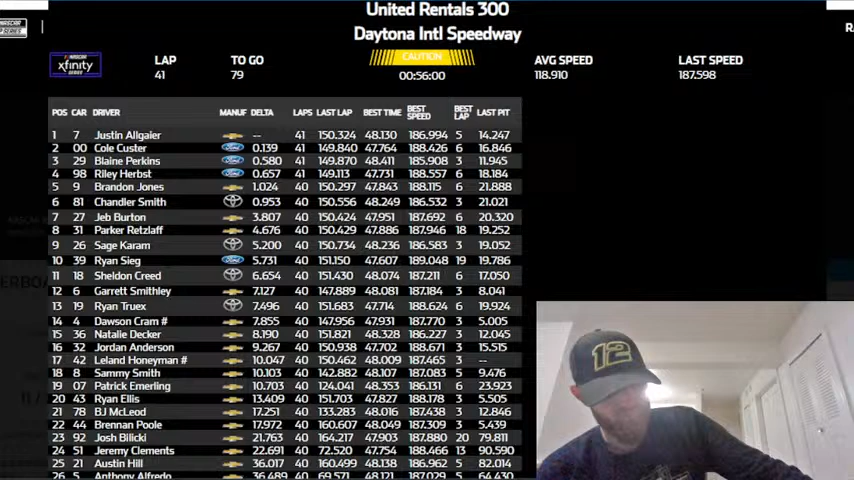 United Rentals 300
Daytona Intl Speedway
xfinity
LAP TO GO CAUTION AVG SPEED LAST SPEED
41 79 00:56:00 118.910 187.598
POS CAR DRIVER MANUF DELTA LAPS LAST LAP BEST TIME BEST SPEED BEST LAP LAST PIT
1 7 Justin Allgaier -- 41 150.324 48.130 186.994 5 14.247
2 00 Cole Custer 0.139 41 149.840 47.764 188.426 6 16.846
3 29 Blaine Perkins 0.580 41 149.870 48.411 185.908 3 11.945
4 98 Riley Herbst 0.657 41 149.113 47.731 188.557 6 18.184
5 9 Brandon Jones 1.024 40 150.297 47.843 188.115 6 21.888
6 81 Chandler Smith 0.953 40 150.556 48.249 186.532 3 21.021
7 27 Jeb Burton 3.807 40 150.424 47.951 187.692 6 20.320
8 31 Parker Retzlaff 4.676 40 150.429 47.886 187.946 18 19.252
9 26 Sage Karam 5.200 40 150.734 48.236 186.583 3 19.052
10 39 Ryan Sieg 5.731 40 151.150 47.607 189.048 19 19.786
11 18 Sheldon Creed 6.654 40 151.430 48.074 187.211 6 17.050
12 6 Garrett Smithley 7.127 40 147.889 48.081 187.184 3 8.041
13 19 Ryan Truex 7.496 40 151.683 47.714 188.624 6 19.924
14 4 Dawson Cram # 7.855 40 147.956 47.931 187.770 3 5.005
15 36 Natalie Decker 8.190 40 151.821 48.328 186.227 3 12.045
16 32 Jordan Anderson 9.267 40 150.938 47.702 188.671 3 15.515
17 42 Leland Honeyman # 10.047 40 150.462 48.009 187.465 3 --
18 8 Sammy Smith 10.103 40 142.882 48.107 187.083 5 9.476
19 07 Patrick Emerling 10.703 40 124.041 48.353 186.131 6 23.923
20 43 Ryan Ellis 13.409 40 151.703 47.827 188.178 3 5.505
21 78 BJ McLeod 17.251 40 133.283 48.016 187.438 3 12.846
22 44 Brennan Poole 17.972 40 160.607 48.049 187.309 3 5.439
23 92 Josh Bilicki 21.763 40 164.217 47.903 187.880 20 79.811
24 51 Jeremy Clements 22.691 40 72.520 47.754 188.466 13 90.590
25 21 Austin Hill 36.017 40 160.499 48.138 186.962 5 82.014
26 5 Anthony Alfredo 36.489 40 69.571 48.121 187.029 5 64.430
12